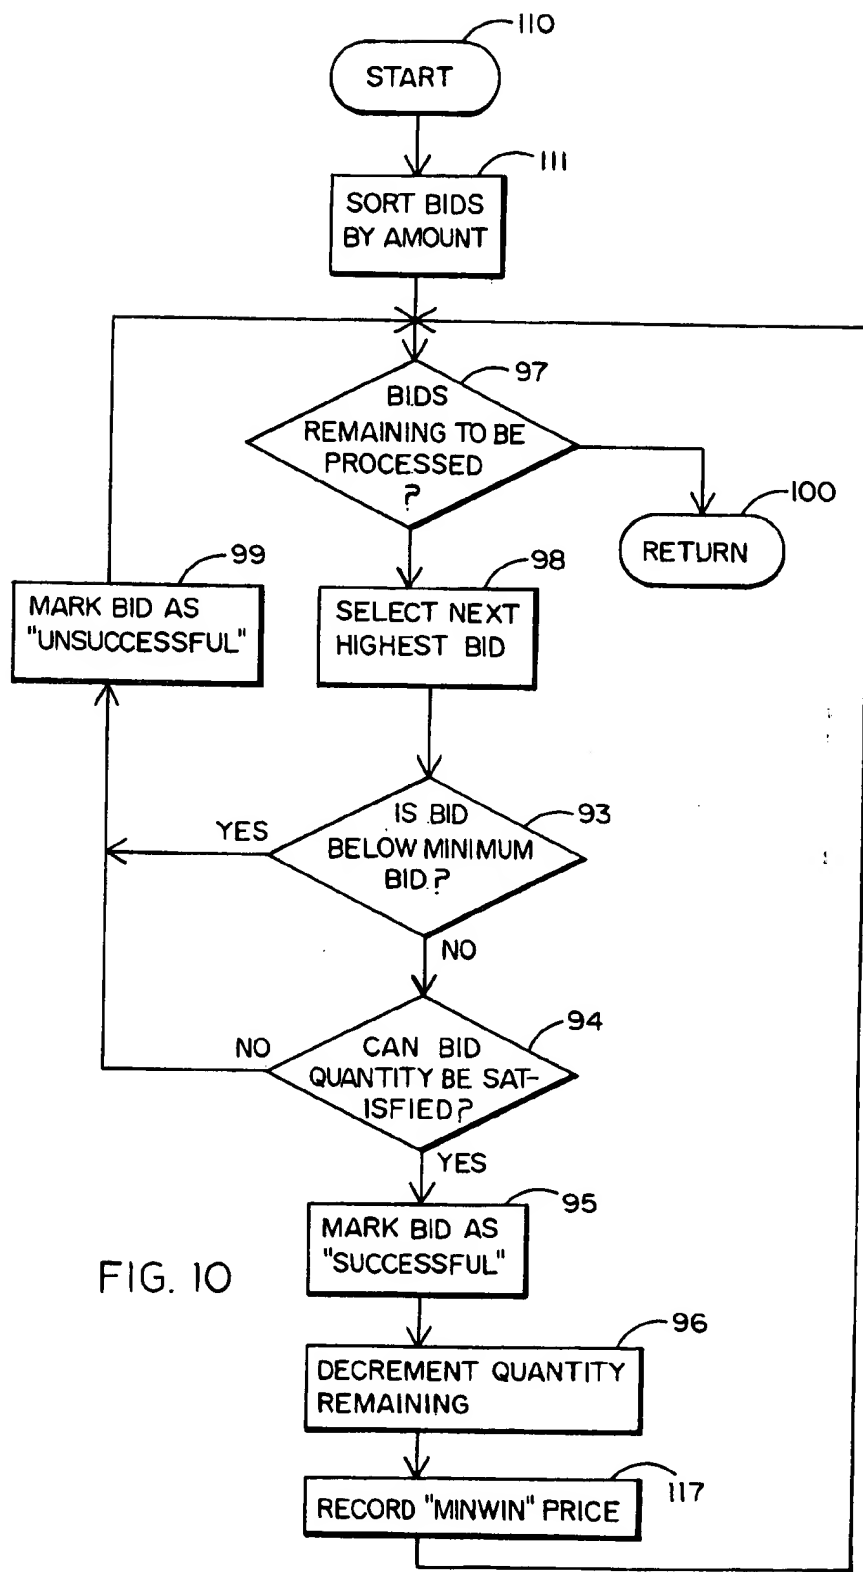 110
START
111
SORT BIDS
BY AMOUNT
97
BIDS
REMAINING TO BE
PROCESSED
?
100
RETURN
99
MARK BID AS
"UNSUCCESSFUL"
98
SELECT NEXT
HIGHEST BID
93
YES
IS BID
BELOW MINIMUM
BID?
NO
94
NO
CAN BID
QUANTITY BE SAT-
ISFIED?
YES
95
MARK BID AS
"SUCCESSFUL"
FIG. 10
96
DECREMENT QUANTITY
REMAINING
117
RECORD "MINWIN" PRICE